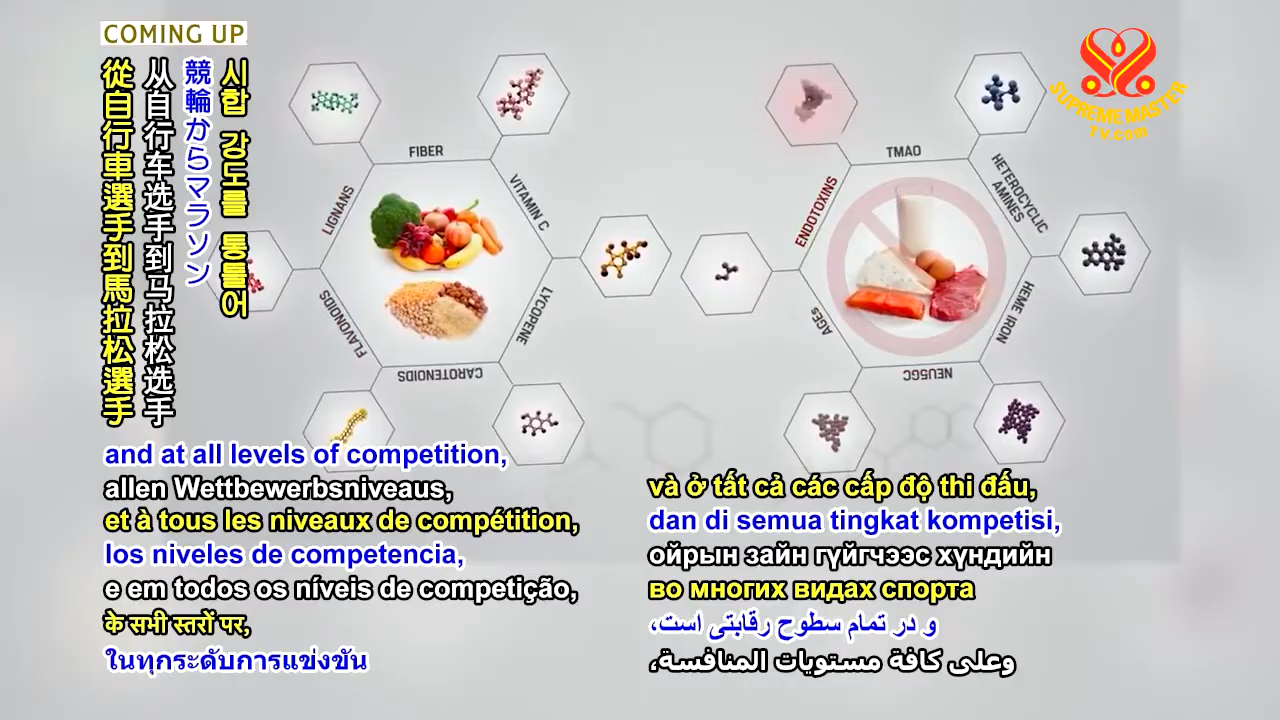 COMING UP
從自行車選手到馬拉松選手
从自行车选手到马拉松选手
競輪からマラソン
시합 강도를 통틀어
SUPREME MASTER
TV.com
FIBER
VITAMIN C
LYCOPENE
CAROTENOIDS
FLAVONOIDS
LIGNANS
TMAO
HETEROCYCLIC
AMINES
HEME IRON
NEU5GC
AGEs
ENDOTOXINS
and at all levels of competition,
allen Wettbewerbsniveaus,
et à tous les niveaux de compétition,
los niveles de competencia,
e em todos os níveis de competição,
के सभी स्तरों पर,
ในทุกระดับการแข่งขัน
và ở tất cả các cấp độ thi đấu,
dan di semua tingkat kompetisi,
ойрын зайн гүйгчээс хүндийн
во многих видах спорта
و در تمام سطوح رقابتی است،
وعلى كافة مستويات المنافسة،